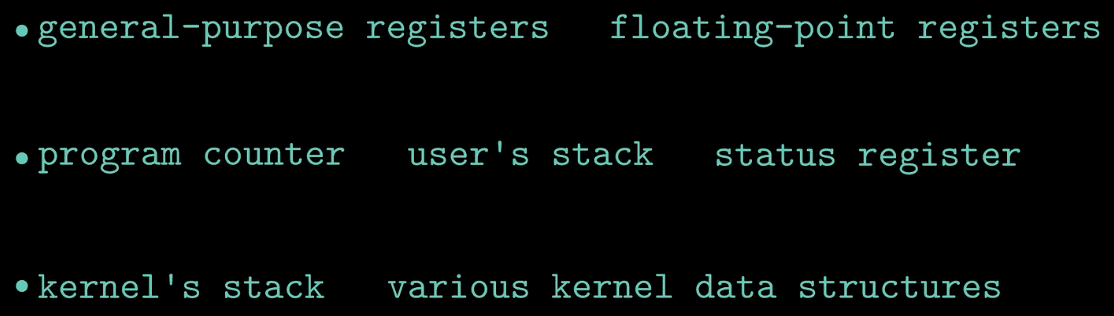 • general-purpose registers floating-point registers
• program counter user's stack status register
• kernel's stack various kernel data structures